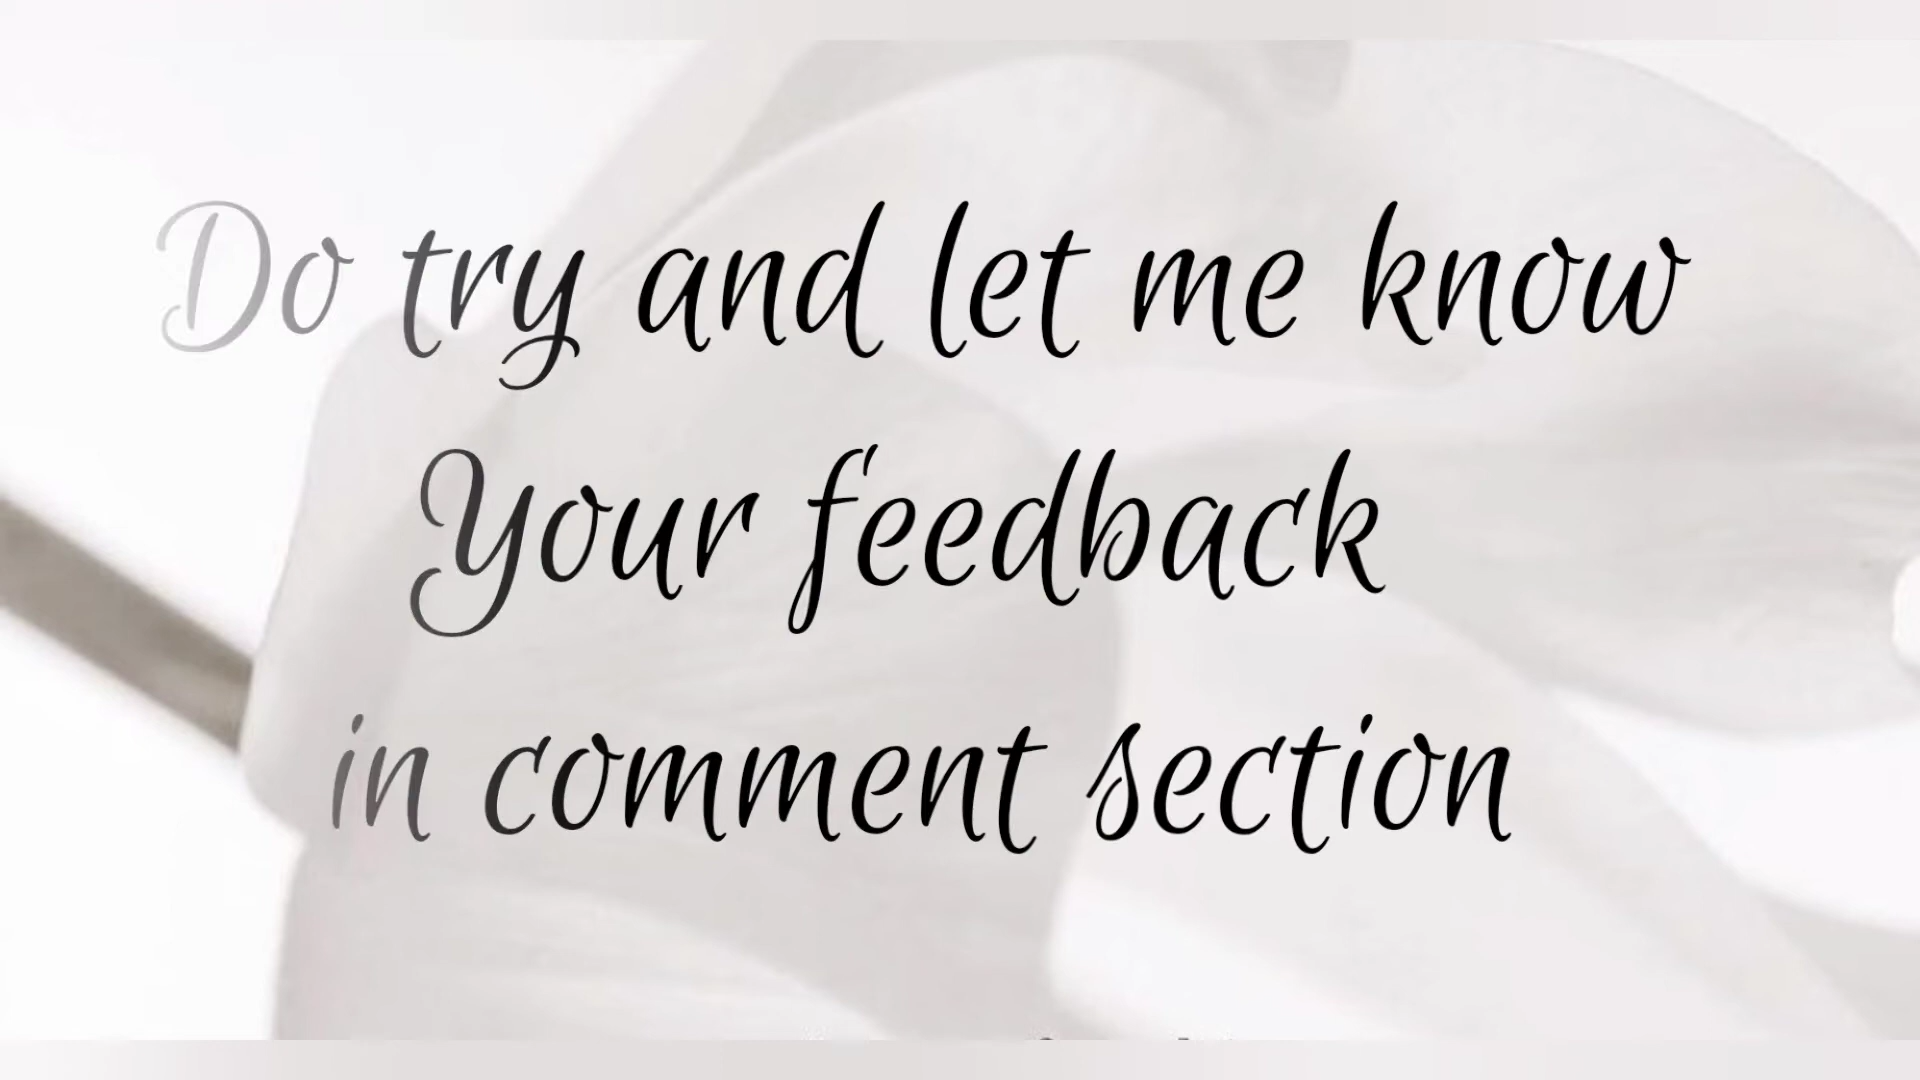 Do try and let me know
Your feedback
in comment section